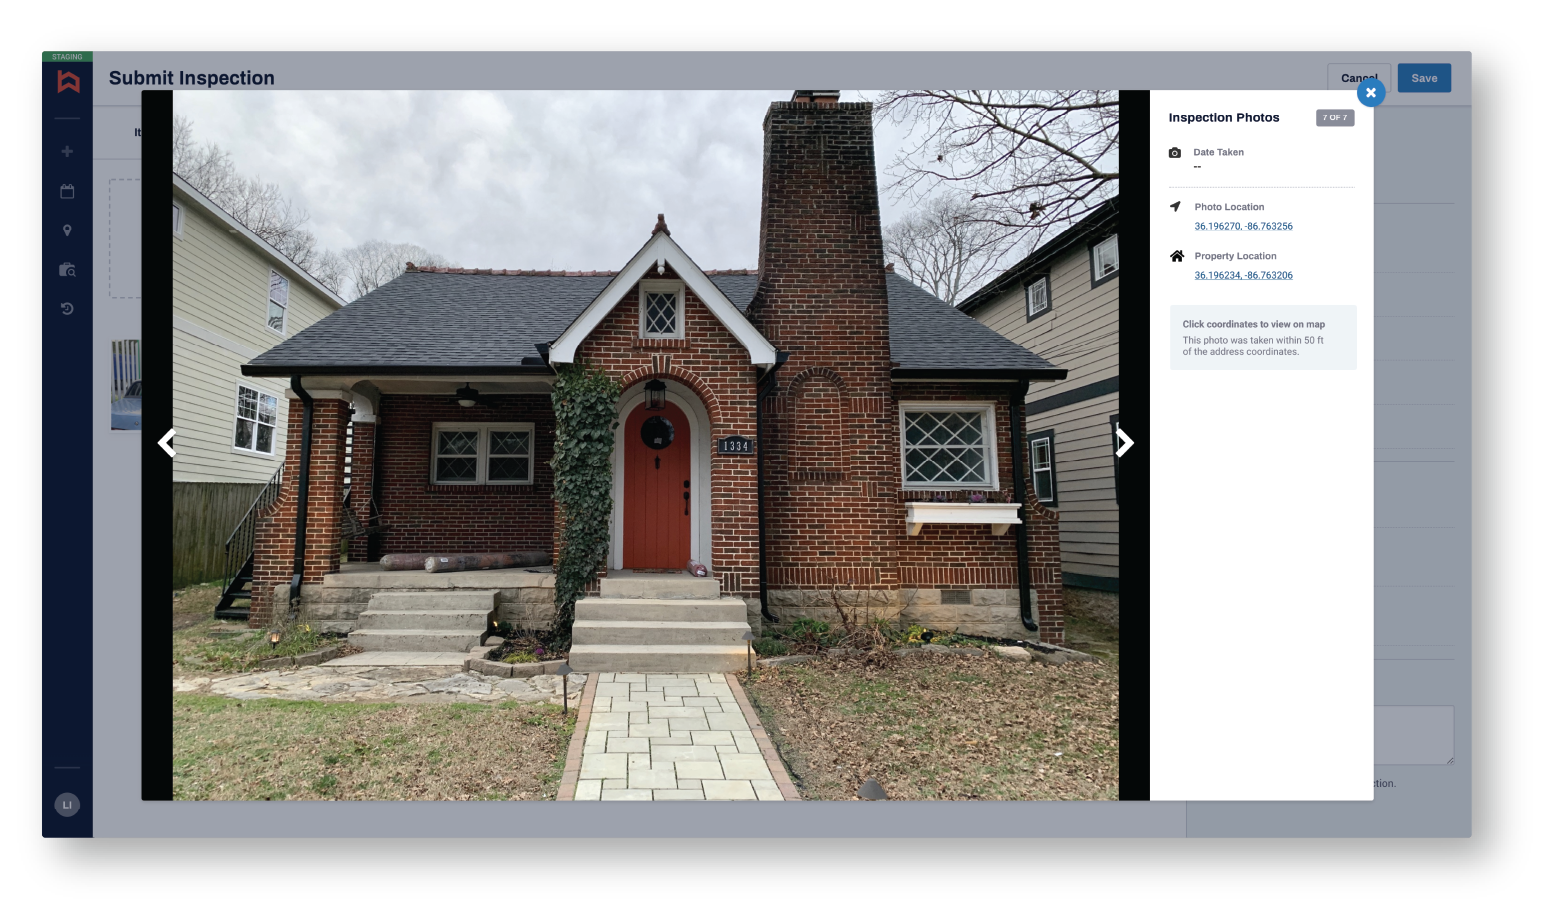 STAGING
Submit Inspection
Cancel
Save
It
Inspection Photos
7 OF 7
Date Taken
--
Photo Location
36.196270, -86.763256
Property Location
36.196234, -86.763206
Click coordinates to view on map
This photo was taken within 50 ft
of the address coordinates.
1334
ction.
LI